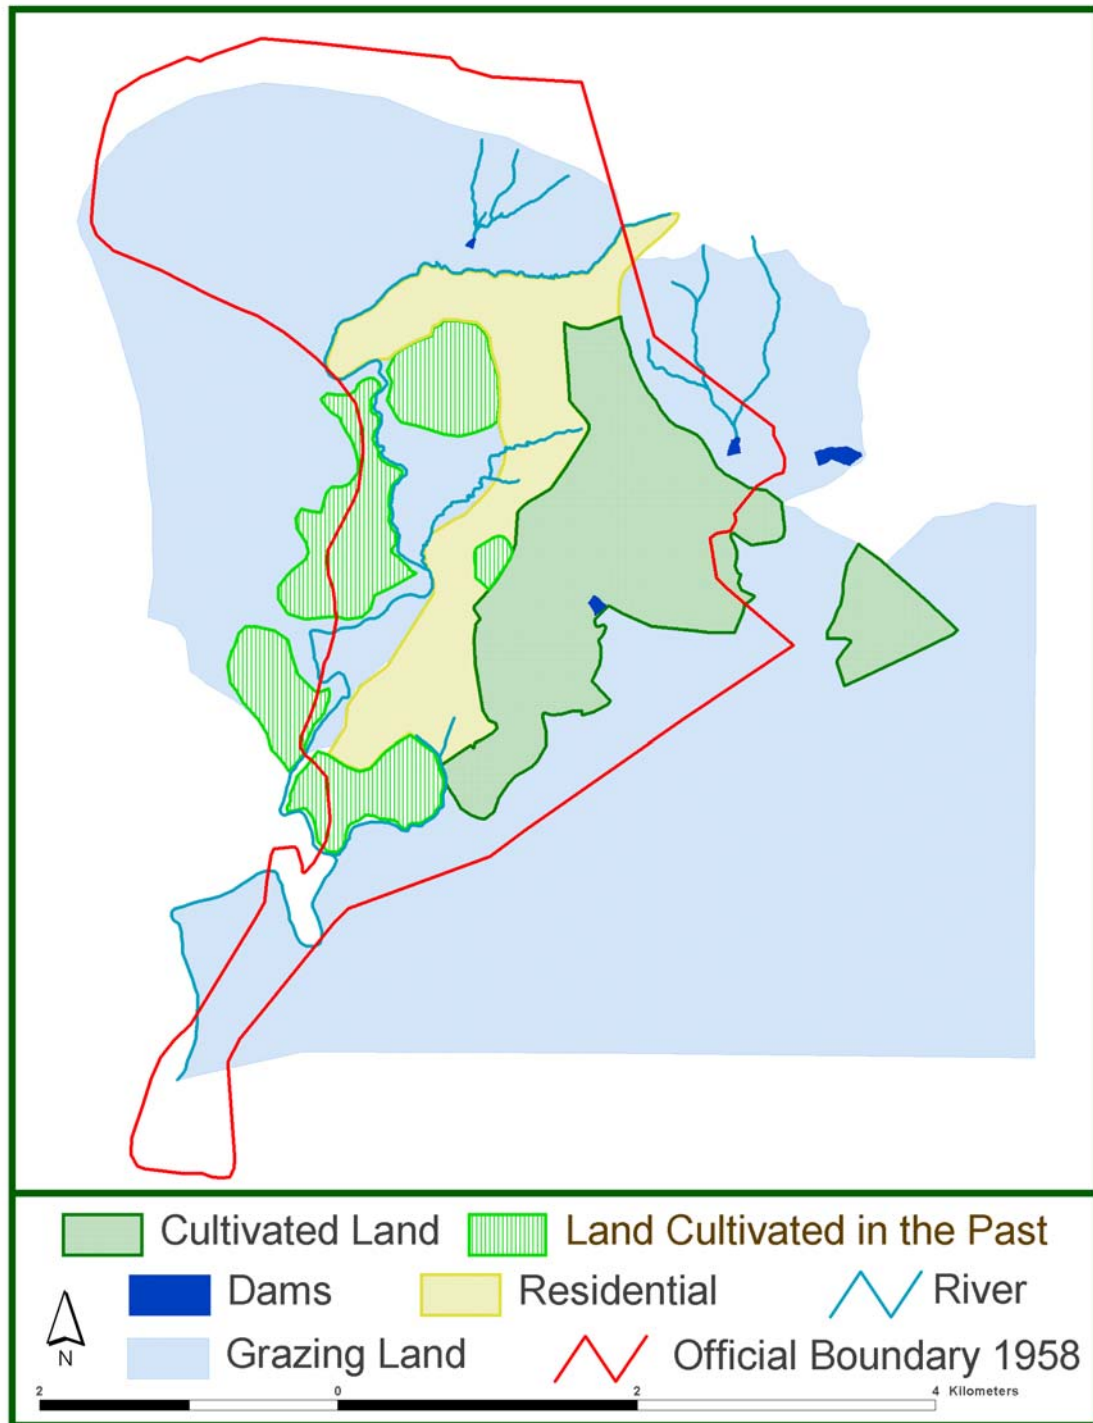 Cultivated Land Land Cultivated in the Past
Dams Residential River
N Grazing Land Official Boundary 1958
2 0 2 4 Kilometers